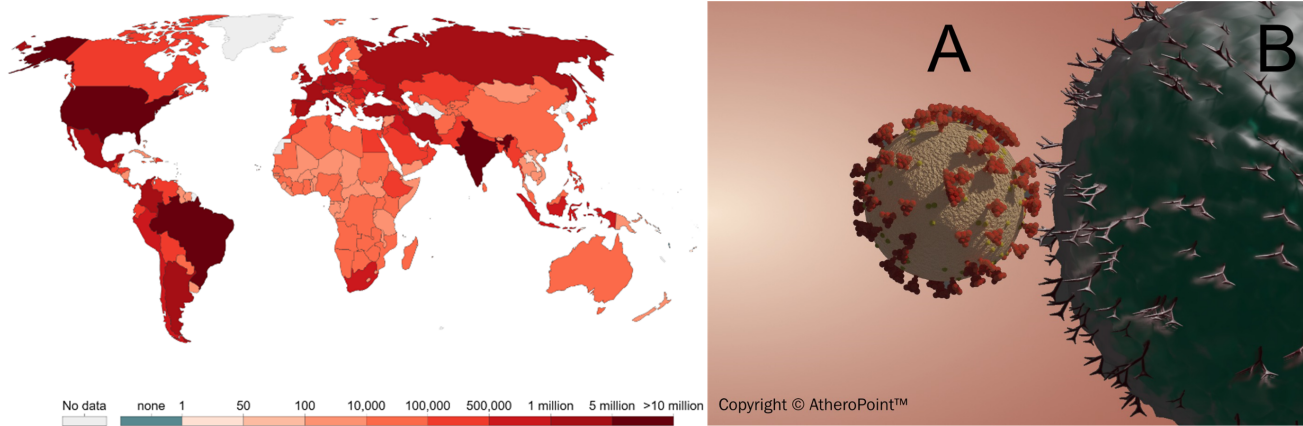 No data none 1 50 100 10,000 100,000 500,000 1 million 5 million >10 million
A
B
Copyright © AtheroPoint™